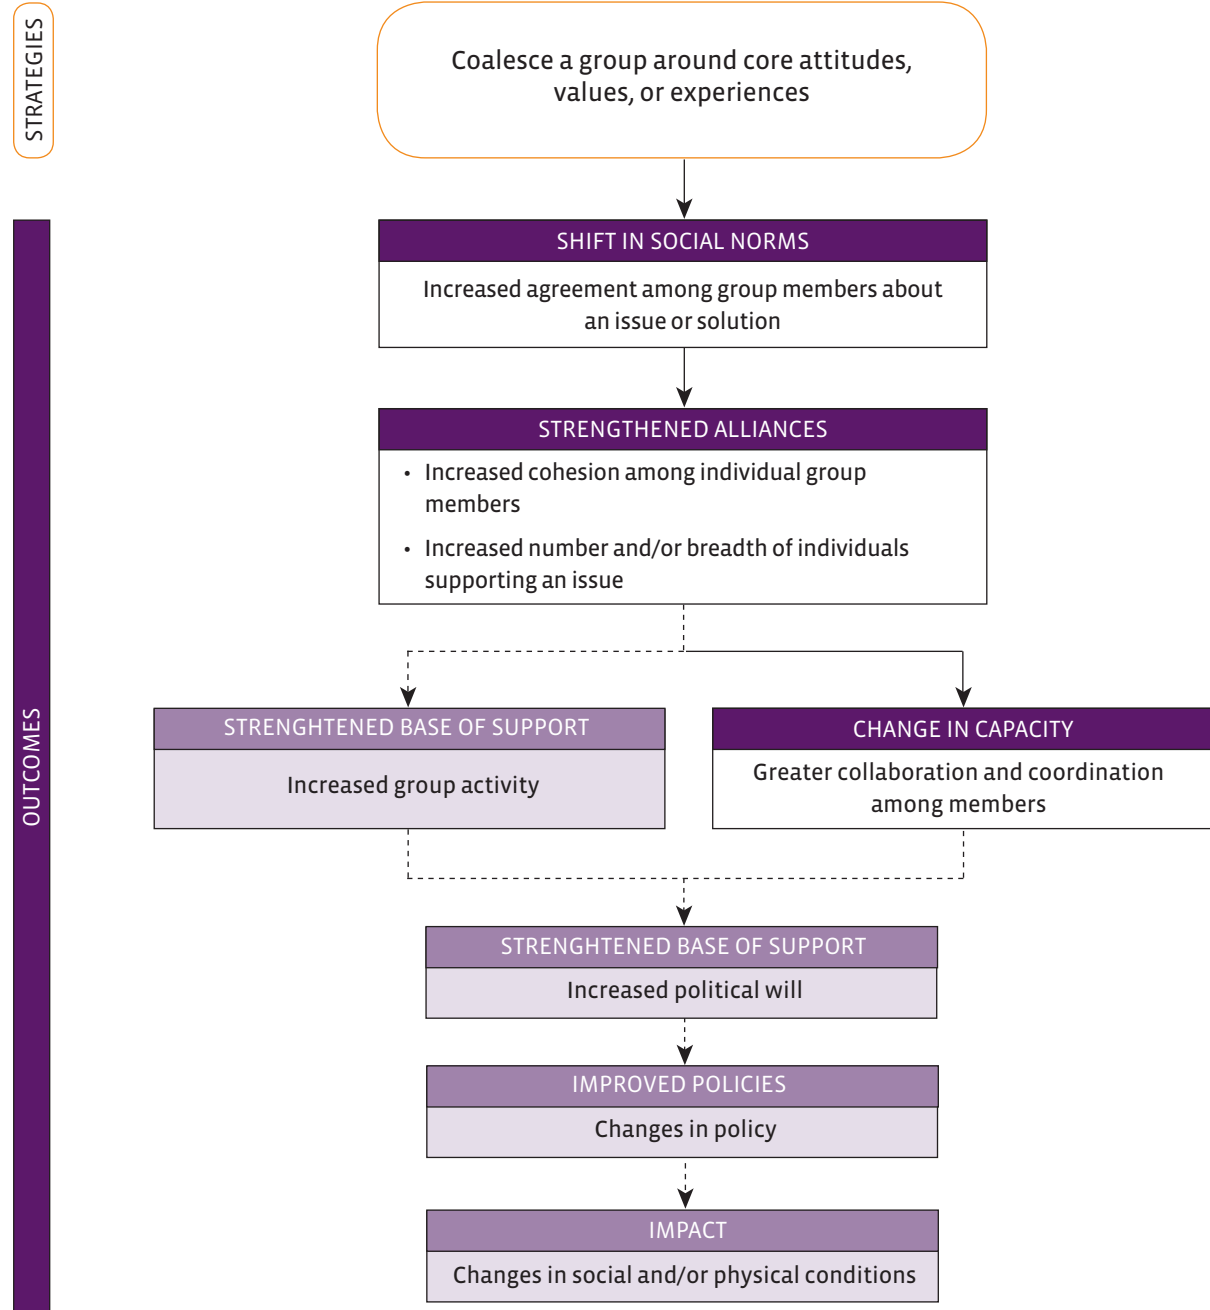 STRATEGIES
Coalesce a group around core attitudes,
values, or experiences
OUTCOMES
SHIFT IN SOCIAL NORMS
Increased agreement among group members about
an issue or solution
STRENGTHENED ALLIANCES
• Increased cohesion among individual group
members
• Increased number and/or breadth of individuals
supporting an issue
STRENGHTENED BASE OF SUPPORT
Increased group activity
CHANGE IN CAPACITY
Greater collaboration and coordination
among members
STRENGHTENED BASE OF SUPPORT
Increased political will
IMPROVED POLICIES
Changes in policy
IMPACT
Changes in social and/or physical conditions